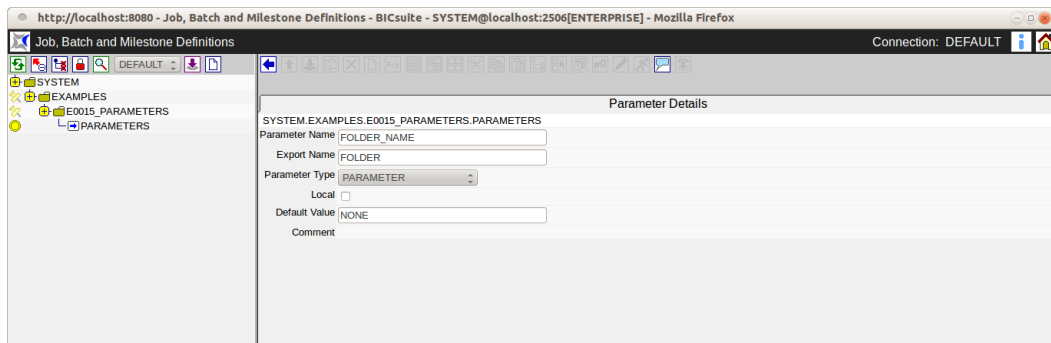 http://localhost:8080 - Job, Batch and Milestone Definitions - BICsuite - SYSTEM@localhost:2506[ENTERPRISE] - Mozilla Firefox
Job, Batch and Milestone Definitions
Connection: DEFAULT
DEFAULT
SYSTEM
EXAMPLES
E0015_PARAMETERS
PARAMETERS
Parameter Details
SYSTEM.EXAMPLES.E0015_PARAMETERS.PARAMETERS
Parameter Name FOLDER_NAME
Export Name FOLDER
Parameter Type PARAMETER
Local
Default Value NONE
Comment